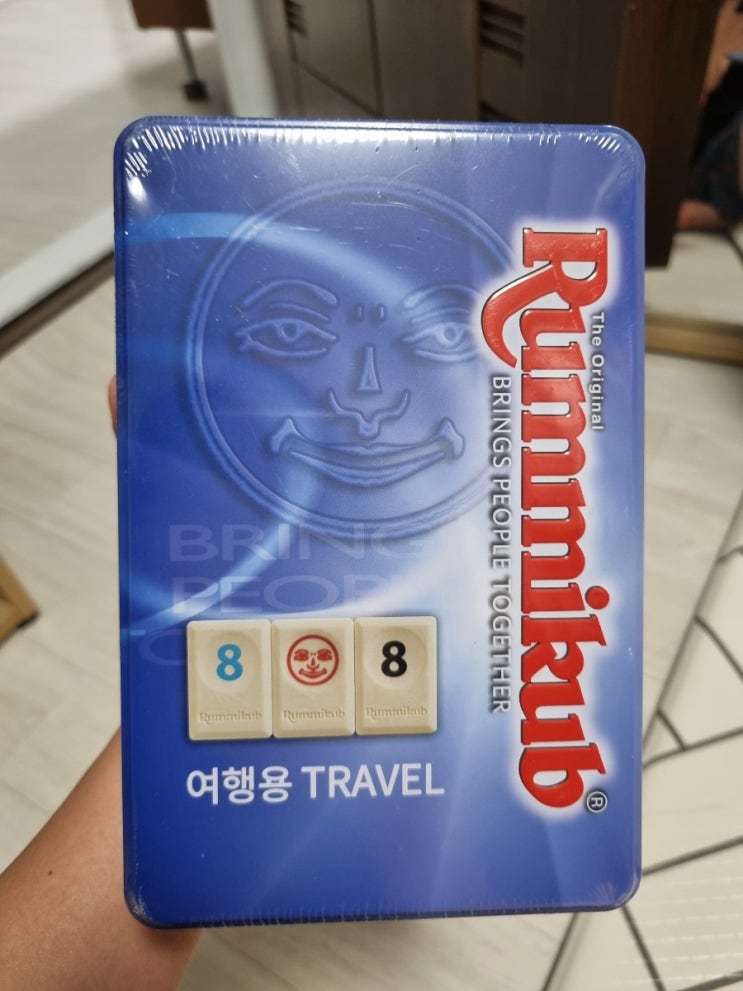 The Original
Rummikub®
BRINGS PEOPLE TOGETHER
BRING
PEOP
8
8
Rummikub
Rummikub
Rummikub
여행용 TRAVEL